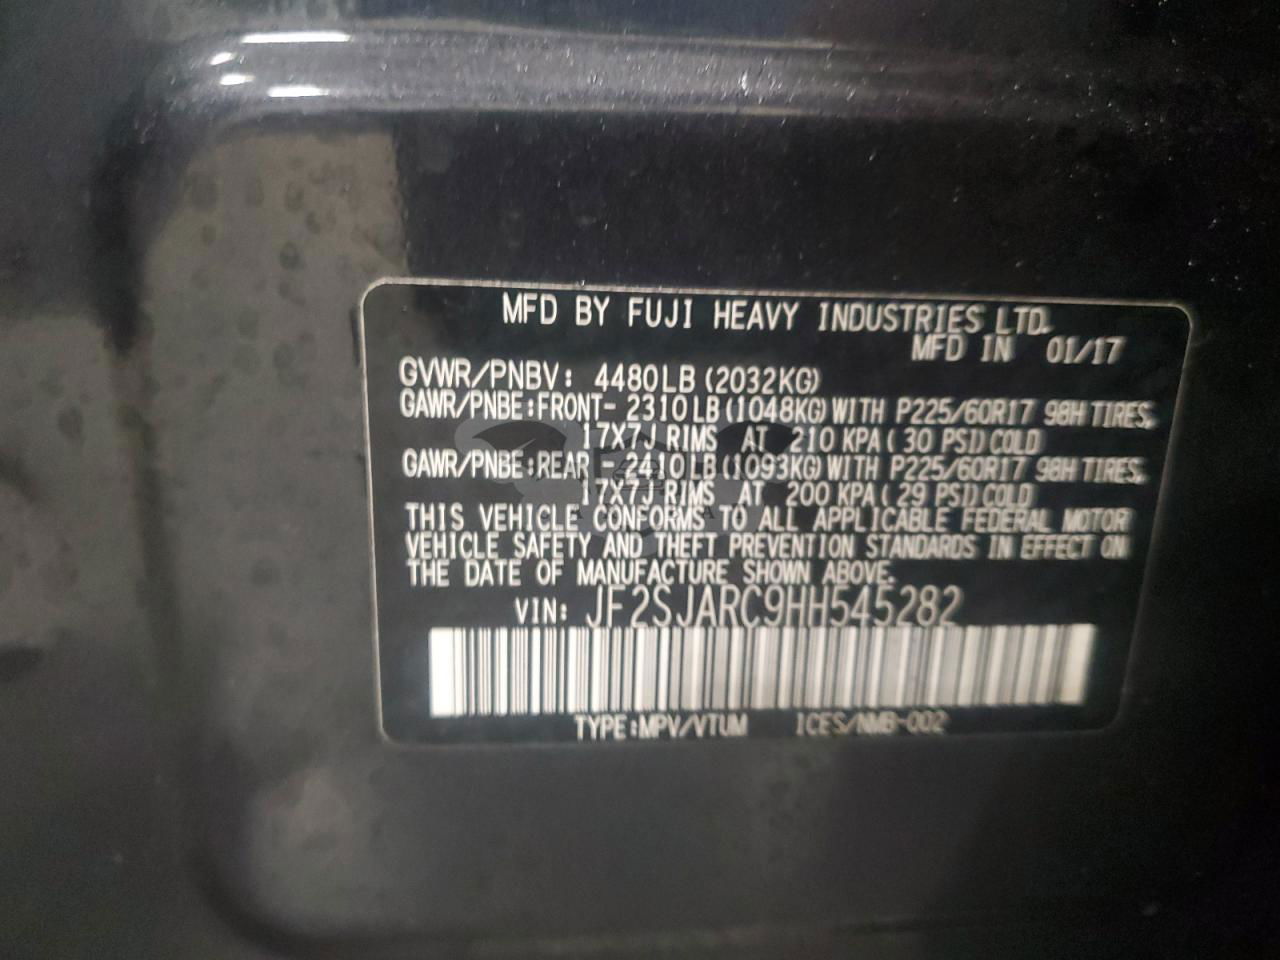 MFD BY FUJI HEAVY INDUSTRIES LTD.
MFD IN 01/17
GVWR/PNBV: 4480LB (2032KG)
GAWR/PNBE:FRONT- 2310LB (1048KG) WITH P225/60R17 98H TIRES,
17X7J RIMS AT 210 KPA (30 PSI) COLD
GAWR/PNBE:REAR - 2410LB (1093KG) WITH P225/60R17 98H TIRES,
17X7J RIMS AT 200 KPA (29 PSI) COLD
THIS VEHICLE CONFORMS TO ALL APPLICABLE FEDERAL MOTOR
VEHICLE SAFETY AND THEFT PREVENTION STANDARDS IN EFFECT ON
THE DATE OF MANUFACTURE SHOWN ABOVE.
VIN: JF2SJARC9HH545282
TYPE:MPV/VTUM ICES/NMB-002